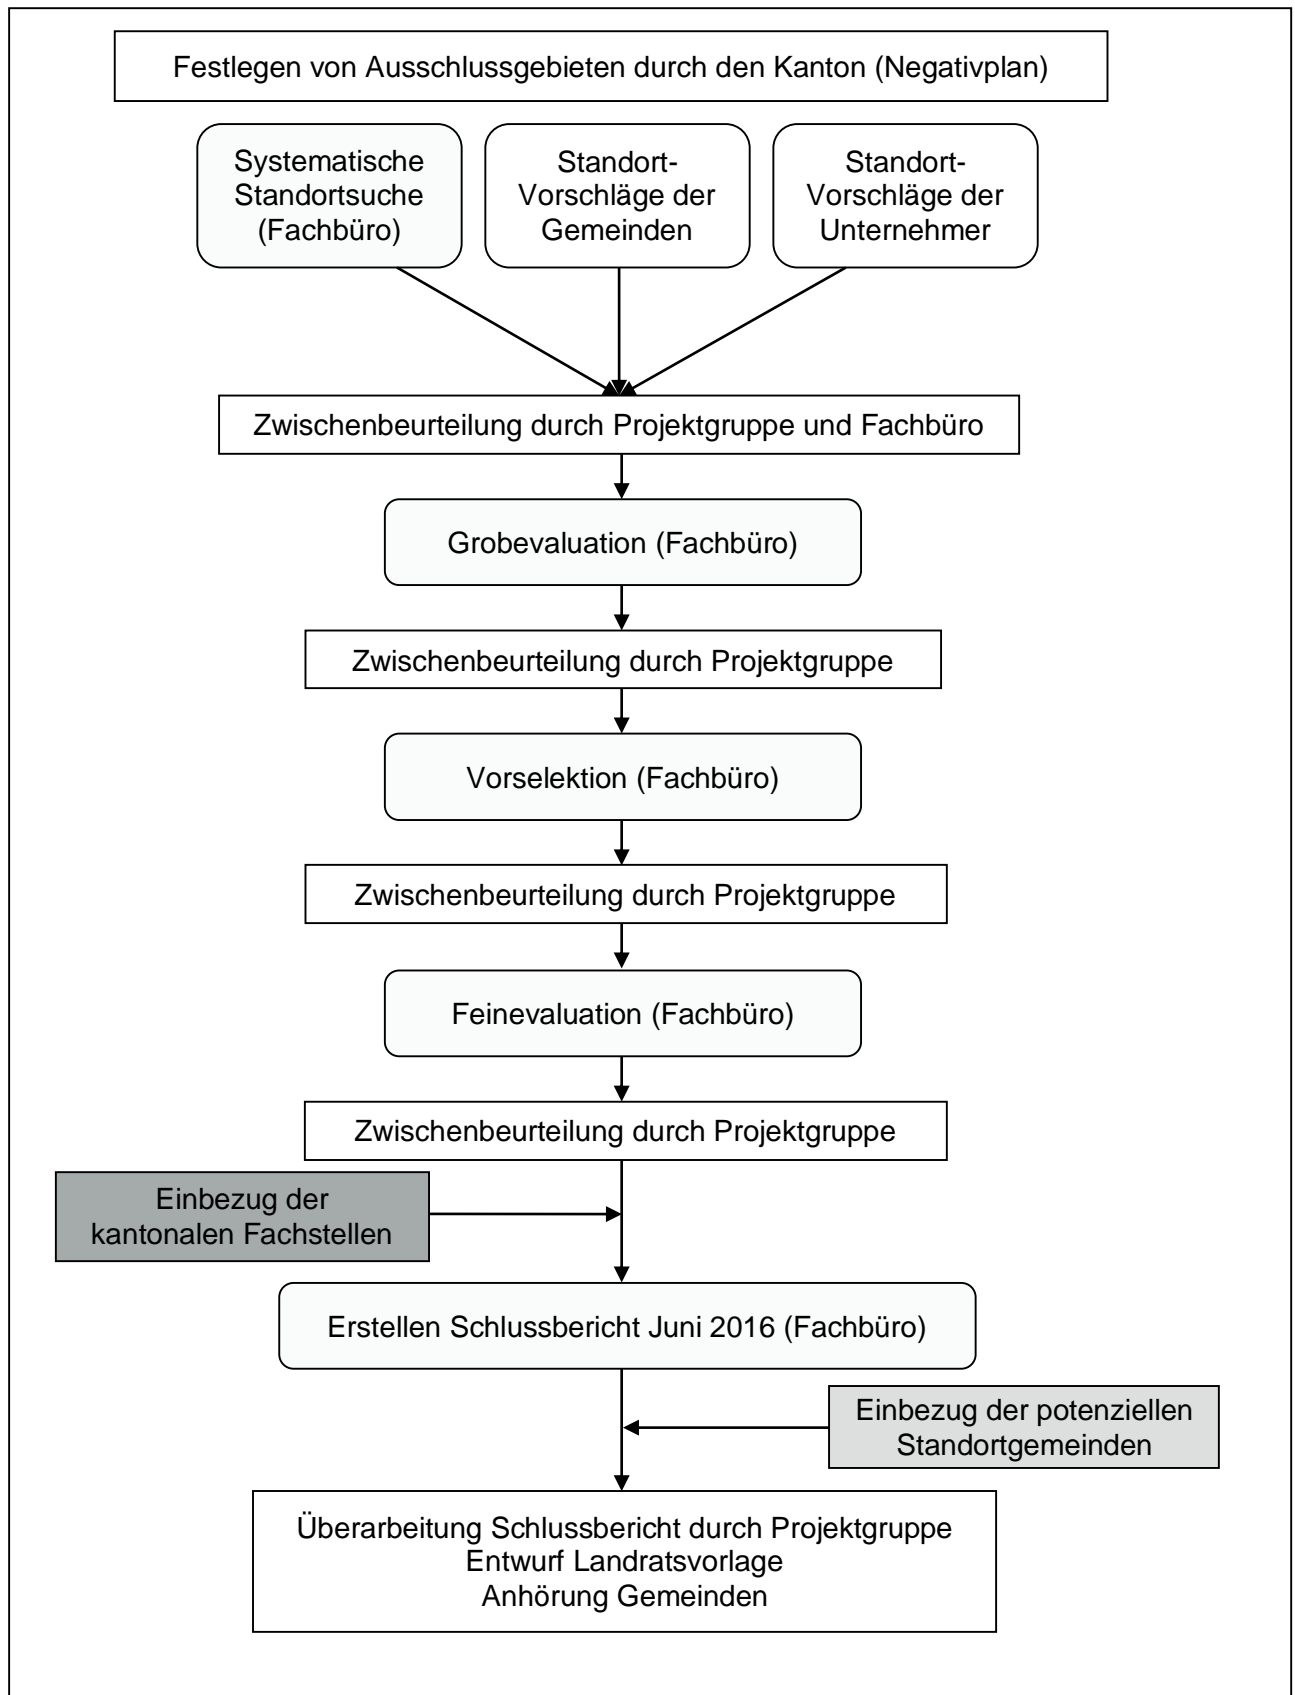 Festlegen von Ausschlussgebieten durch den Kanton (Negativplan)
Systematische
Standortsuche
(Fachbüro)
Standort-
Vorschläge der
Gemeinden
Standort-
Vorschläge der
Unternehmer
Zwischenbeurteilung durch Projektgruppe und Fachbüro
Grobevaluation (Fachbüro)
Zwischenbeurteilung durch Projektgruppe
Vorselektion (Fachbüro)
Zwischenbeurteilung durch Projektgruppe
Feinevaluation (Fachbüro)
Zwischenbeurteilung durch Projektgruppe
Einbezug der
kantonalen Fachstellen
Erstellen Schlussbericht Juni 2016 (Fachbüro)
Einbezug der potenziellen
Standortgemeinden
Überarbeitung Schlussbericht durch Projektgruppe
Entwurf Landratsvorlage
Anhörung Gemeinden